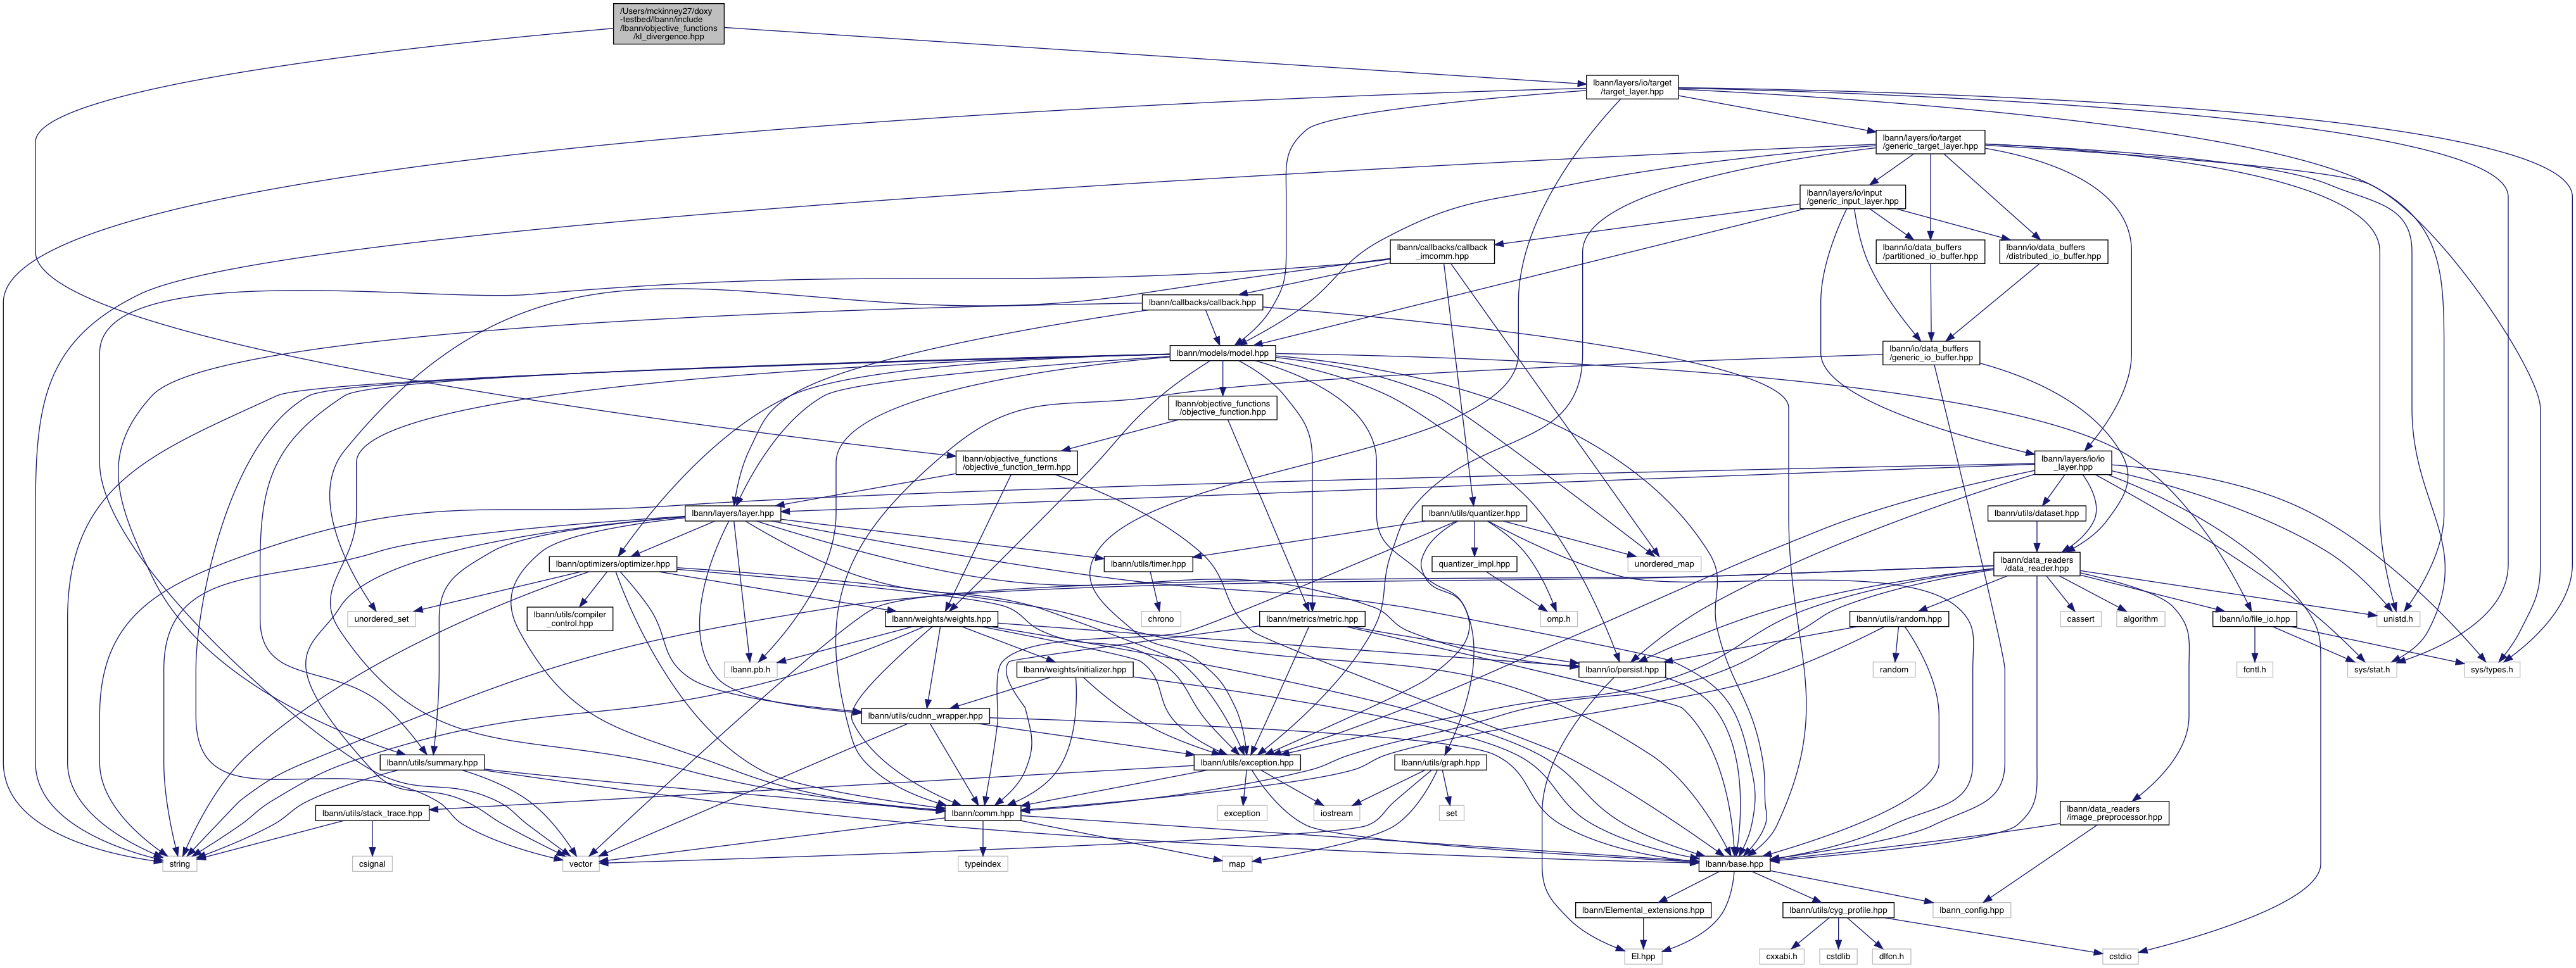 /Users/mckinney27/doxy
-testbed/lbann/include
/lbann/objective_functions
/kl_divergence.hpp
lbann/layers/io/target
/target_layer.hpp
lbann/layers/io/target
/generic_target_layer.hpp
lbann/layers/io/input
/generic_input_layer.hpp
lbann/callbacks/callback
_imcomm.hpp
lbann/io/data_buffers
/partitioned_io_buffer.hpp
lbann/io/data_buffers
/distributed_io_buffer.hpp
lbann/callbacks/callback.hpp
lbann/models/model.hpp
lbann/io/data_buffers
/generic_io_buffer.hpp
lbann/objective_functions
/objective_function.hpp
lbann/objective_functions
/objective_function_term.hpp
lbann/layers/io/io
_layer.hpp
lbann/layers/layer.hpp
lbann/utils/quantizer.hpp
lbann/utils/dataset.hpp
lbann/optimizers/optimizer.hpp
lbann/utils/timer.hpp
quantizer_impl.hpp
unordered_map
lbann/data_readers
/data_reader.hpp
unordered_set
lbann/utils/compiler
_control.hpp
lbann/weights/weights.hpp
chrono
lbann/metrics/metric.hpp
omp.h
lbann/utils/random.hpp
cassert
algorithm
lbann/io/file_io.hpp
unistd.h
lbann.pb.h
lbann/weights/initializer.hpp
lbann/io/persist.hpp
random
fcntl.h
sys/stat.h
sys/types.h
lbann/utils/cudnn_wrapper.hpp
lbann/utils/summary.hpp
lbann/utils/exception.hpp
lbann/utils/graph.hpp
lbann/utils/stack_trace.hpp
lbann/comm.hpp
exception
iostream
set
lbann/data_readers
/image_preprocessor.hpp
string
csignal
vector
typeindex
map
lbann/base.hpp
lbann/Elemental_extensions.hpp
lbann/utils/cyg_profile.hpp
lbann_config.hpp
El.hpp
cxxabi.h
cstdlib
dlfcn.h
cstdio